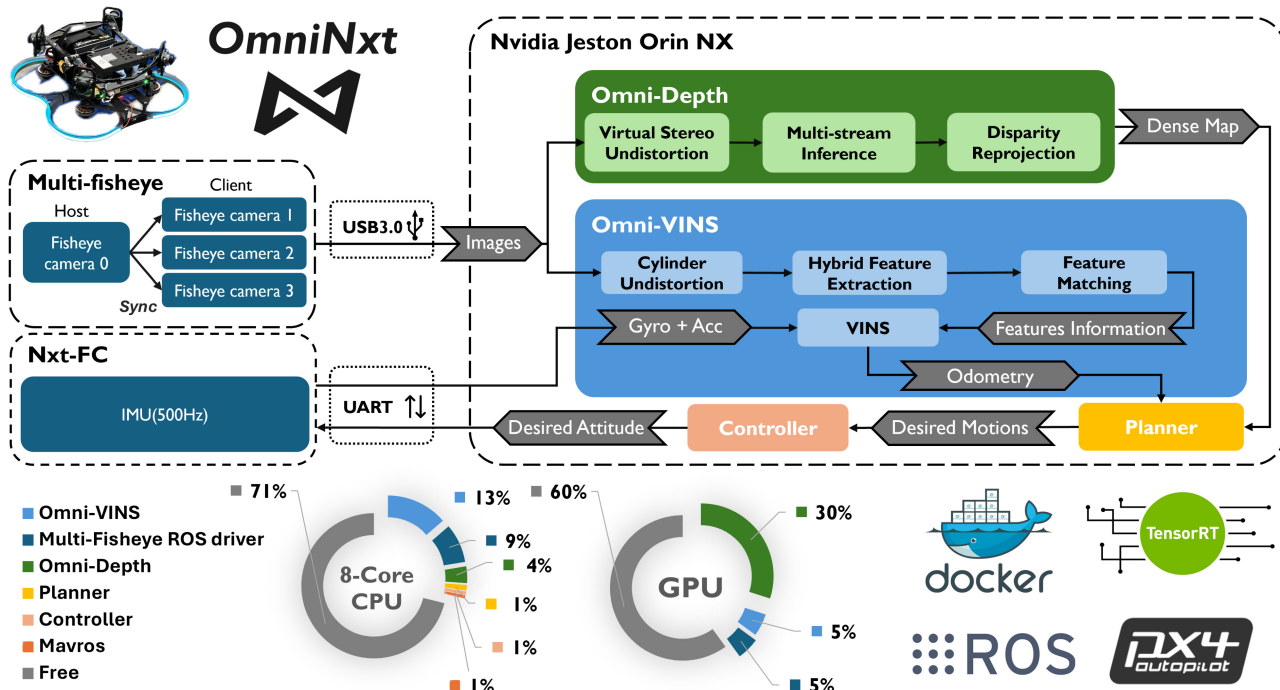 OmniNxt
Nvidia Jeston Orin NX
Omni-Depth
Virtual Stereo
Undistortion
Multi-stream
Inference
Disparity
Reprojection
Dense Map
Multi-fisheye
Host
Client
Fisheye
camera 0
Fisheye camera 1
Fisheye camera 2
Fisheye camera 3
Sync
USB3.0
Images
Omni-VINS
Cylinder
Undistortion
Hybrid Feature
Extraction
Feature
Matching
Gyro + Acc
VINS
Features Information
Odometry
Nxt-FC
IMU(500Hz)
UART
Desired Attitude
Controller
Desired Motions
Planner
Omni-VINS
Multi-Fisheye ROS driver
Omni-Depth
Planner
Controller
Mavros
Free
71%
13%
9%
4%
1%
1%
1%
8-Core
CPU
60%
30%
5%
5%
GPU
docker
TensorRT
ROS
px4
autopilot